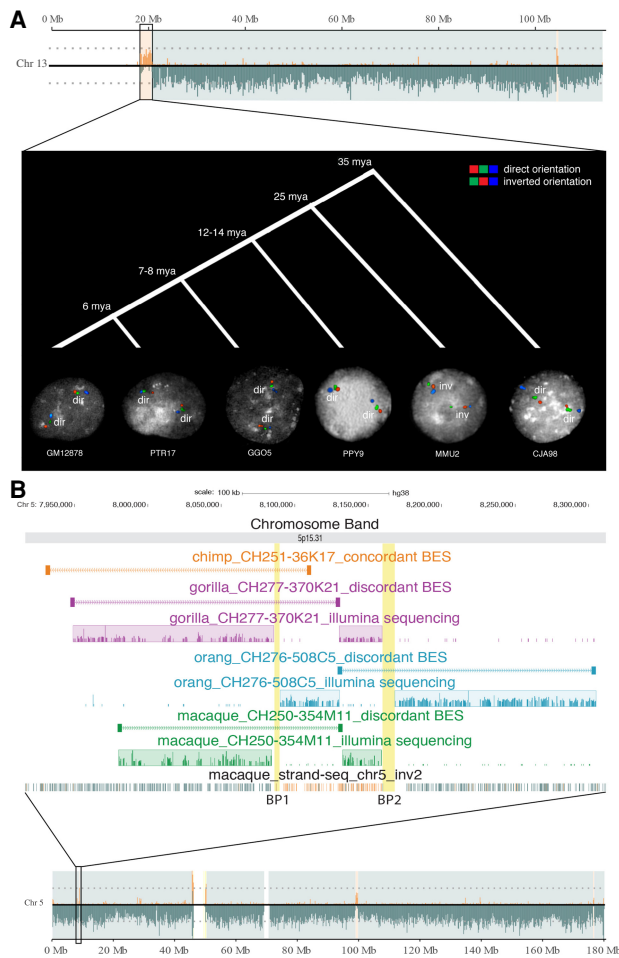 A
0 Mb 20 Mb 40 Mb 60 Mb 80 Mb 100 Mb
Chr 13
35 mya
direct orientation
inverted orientation
25 mya
12-14 mya
7-8 mya
6 mya
dir dir dir dir inv dir
dir dir dir dir inv dir
GM12878 PTR17 GGO5 PPY9 MMU2 CJA98
B
scale: 100 kb hg38
Chr 5: 7,950,000 8,000,000 8,050,000 8,100,000 8,150,000 8,200,000 8,250,000 8,300,000
Chromosome Band
5p15.31
chimp_CH251-36K17_concordant BES
gorilla_CH277-370K21_discordant BES
gorilla_CH277-370K21_illumina sequencing
orang_CH276-508C5_discordant BES
orang_CH276-508C5_illumina sequencing
macaque_CH250-354M11_discordant BES
macaque_CH250-354M11_illumina sequencing
macaque_strand-seq_chr5_inv2
BP1 BP2
Chr 5
0 Mb 20 Mb 40 Mb 60 Mb 80 Mb 100 Mb 120 Mb 140 Mb 160 Mb 180 Mb